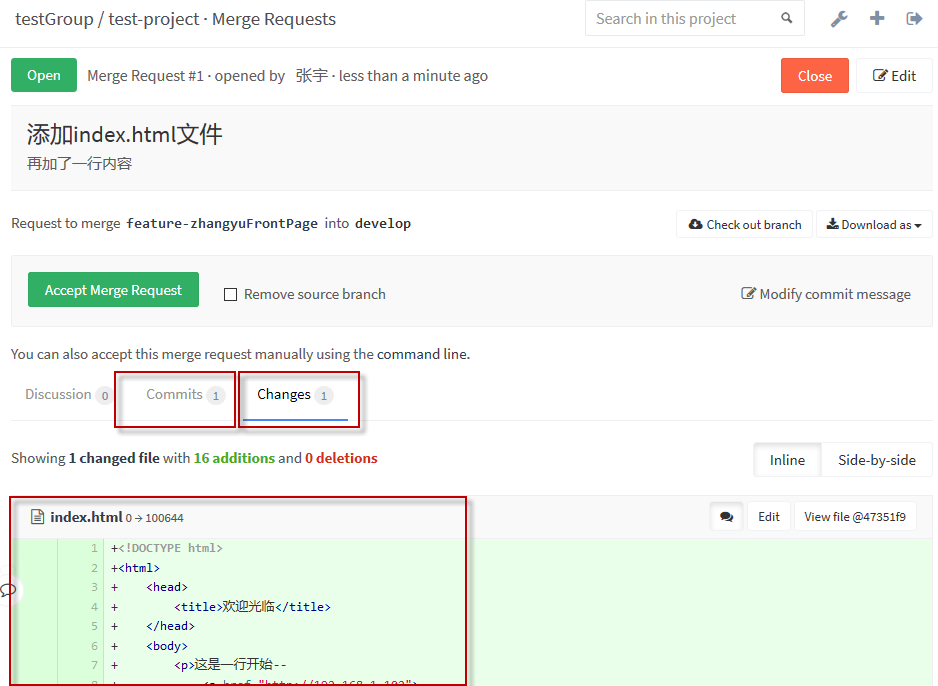 testGroup / test-project · Merge Requests
Search in this project
Open Merge Request #1 · opened by 张宇 · less than a minute ago Close Edit
添加index.html文件
再加了一行内容
Request to merge feature-zhangyuFrontPage into develop Check out branch Download as
Accept Merge Request Remove source branch Modify commit message
You can also accept this merge request manually using the command line.
Discussion 0 Commits 1 Changes 1
Showing 1 changed file with 16 additions and 0 deletions Inline Side-by-side
index.html 0 → 100644 Edit View file @47351f9
1 +<!DOCTYPE html>
2 +<html>
3 + <head>
4 + <title>欢迎光临</title>
5 + </head>
6 + <body>
7 + <p>这是一行开始--